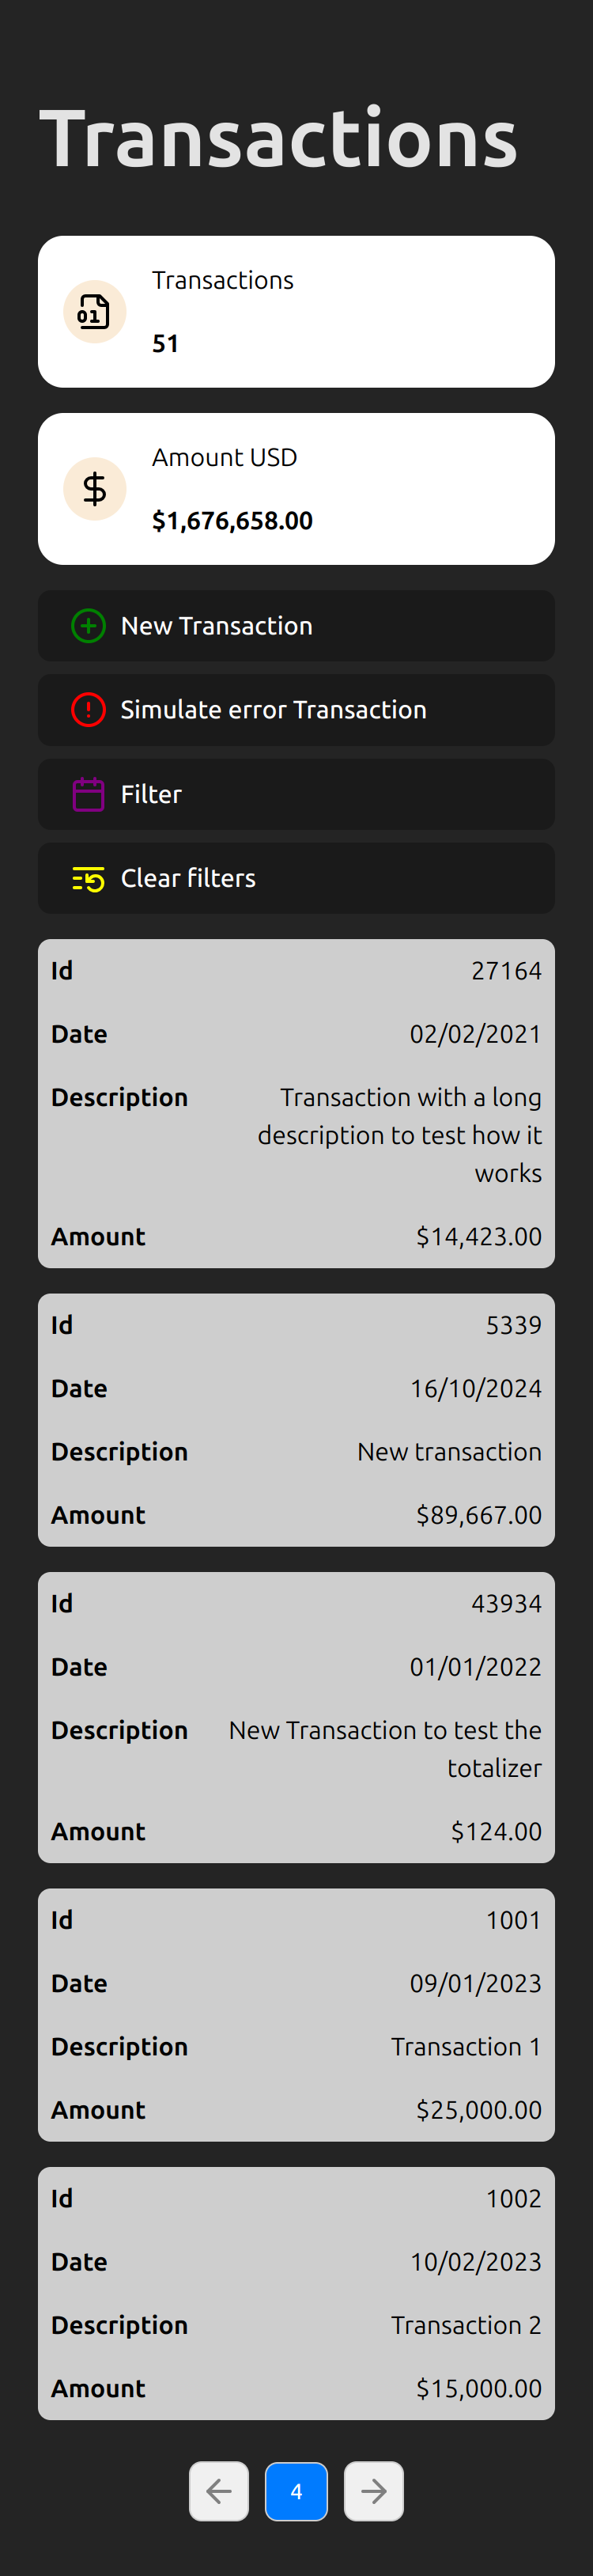 Transactions
Transactions
01
51
Amount USD
$
$1,676,658.00
New Transaction
Simulate error Transaction
Filter
Clear filters
Id 27164
Date 02/02/2021
Description Transaction with a long
description to test how it
works
Amount $14,423.00
Id 5339
Date 16/10/2024
Description New transaction
Amount $89,667.00
Id 43934
Date 01/01/2022
Description New Transaction to test the
totalizer
Amount $124.00
Id 1001
Date 09/01/2023
Description Transaction 1
Amount $25,000.00
Id 1002
Date 10/02/2023
Description Transaction 2
Amount $15,000.00
4